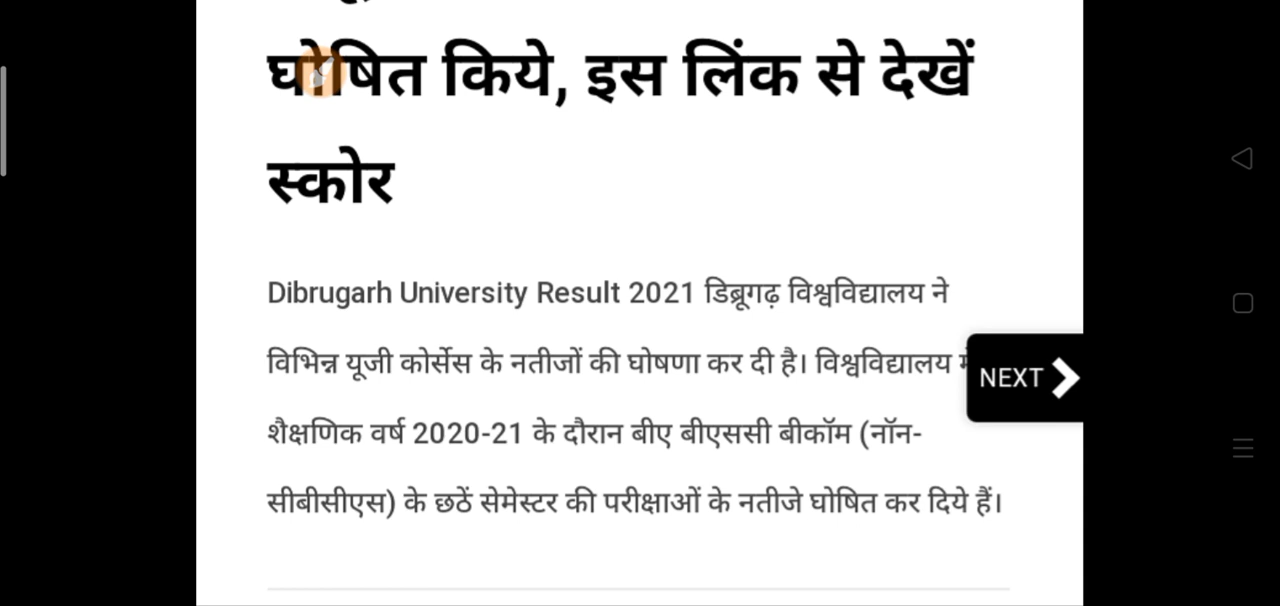 घोषित किये, इस लिंक से देखें
स्कोर
Dibrugarh University Result 2021 डिब्रूगढ़ विश्वविद्यालय ने
विभिन्न यूजी कोर्सेस के नतीजों की घोषणा कर दी है। विश्वविद्यालय
NEXT
शैक्षणिक वर्ष 2020-21 के दौरान बीए बीएससी बीकॉम (नॉन-
सीबीसीएस) के छठें सेमेस्टर की परीक्षाओं के नतीजे घोषित कर दिये हैं।